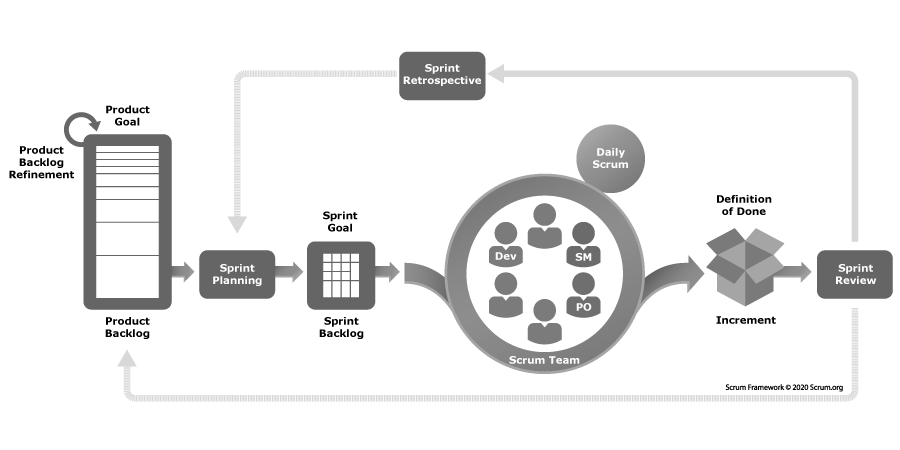 Sprint
Retrospective
Product
Goal
Product
Backlog
Refinement
Daily
Scrum
Definition
of Done
Sprint
Goal
Dev
SM
Sprint
Planning
Sprint
Review
PO
Product
Backlog
Sprint
Backlog
Increment
Scrum Team
Scrum Framework © 2020 Scrum.org